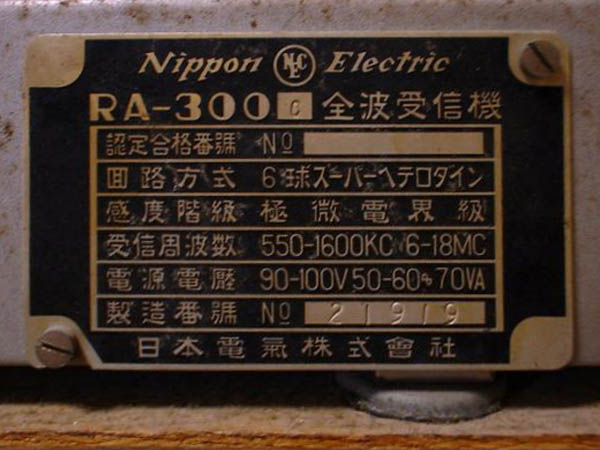 Nippon NEC Electric
RA-300 C 全波受信機
認定合格番號 Nº
回路方式 6球スーパーヘテロダイン
感度階級 極微電界級
受信周波数 550-1600KC 6-18MC
電源電壓 90-100V 50-60% 70VA
製造番號 Nº 21919
日本電氣株式會社